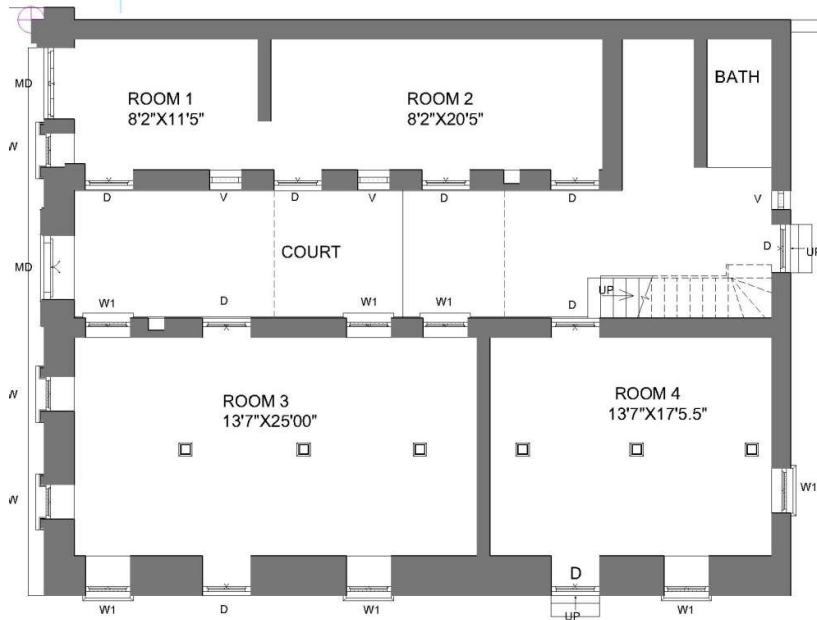 BATH
MD
ROOM 1
8'2"X11'5"
ROOM 2
8'2"X20'5"
W
D
V
D
V
D
D
V
COURT
D
UP
MD
UP
W1
D
W1
W1
D
W
ROOM 3
13'7"X25'00"
ROOM 4
13'7"X17'5.5"
W
W1
D
W1
D
W1
UP
W1